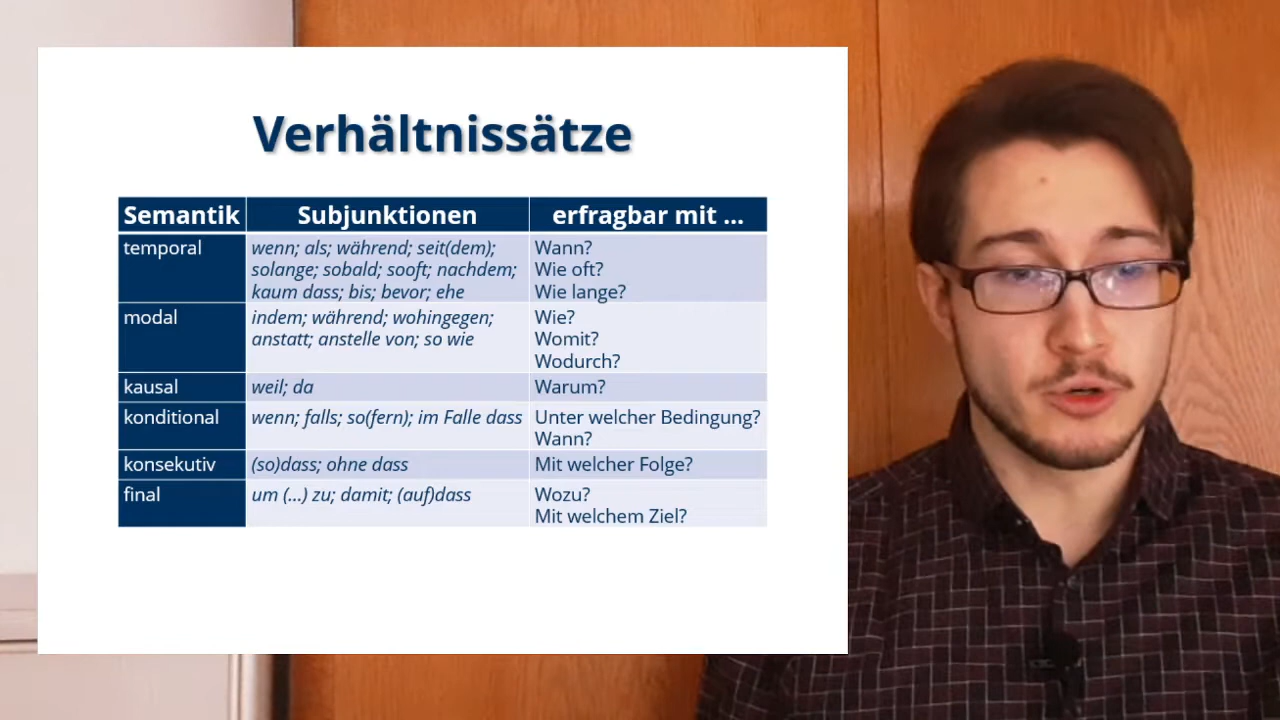 Verhältnissätze
Semantik Subjunktionen erfragbar mit ...
temporal wenn; als; während; seit(dem); Wann?
solange; sobald; sooft; nachdem; Wie oft?
kaum dass; bis; bevor; ehe Wie lange?
modal indem; während; wohingegen; Wie?
anstatt; anstelle von; so wie Womit?
Wodurch?
kausal weil; da Warum?
konditional wenn; falls; so(fern); im Falle dass Unter welcher Bedingung?
Wann?
konsekutiv (so)dass; ohne dass Mit welcher Folge?
final um (...) zu; damit; (auf)dass Wozu?
Mit welchem Ziel?